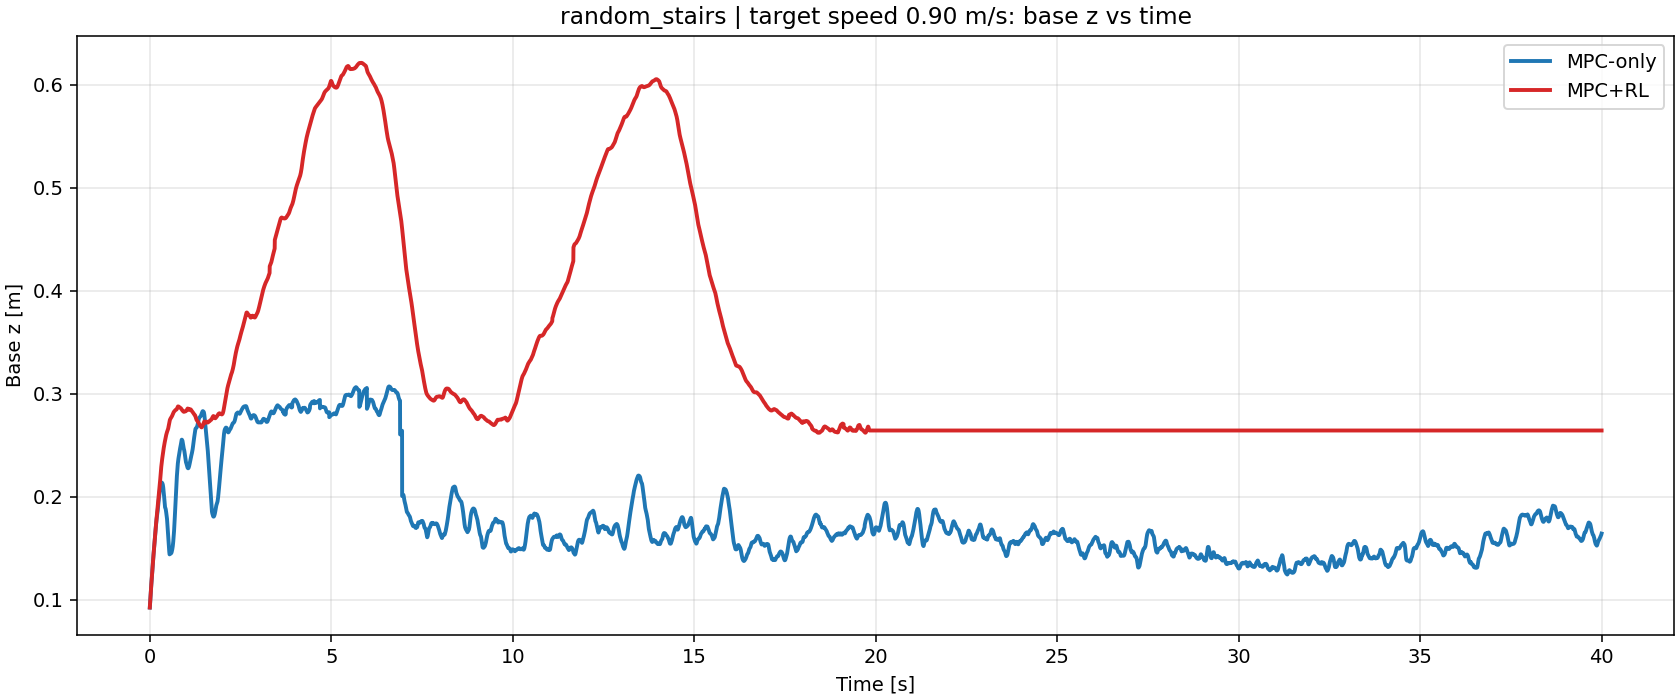 random_stairs | target speed 0.90 m/s: base z vs time
MPC-only
MPC+RL
Base z [m]
0.6
0.5
0.4
0.3
0.2
0.1
0 5 10 15 20 25 30 35 40
Time [s]